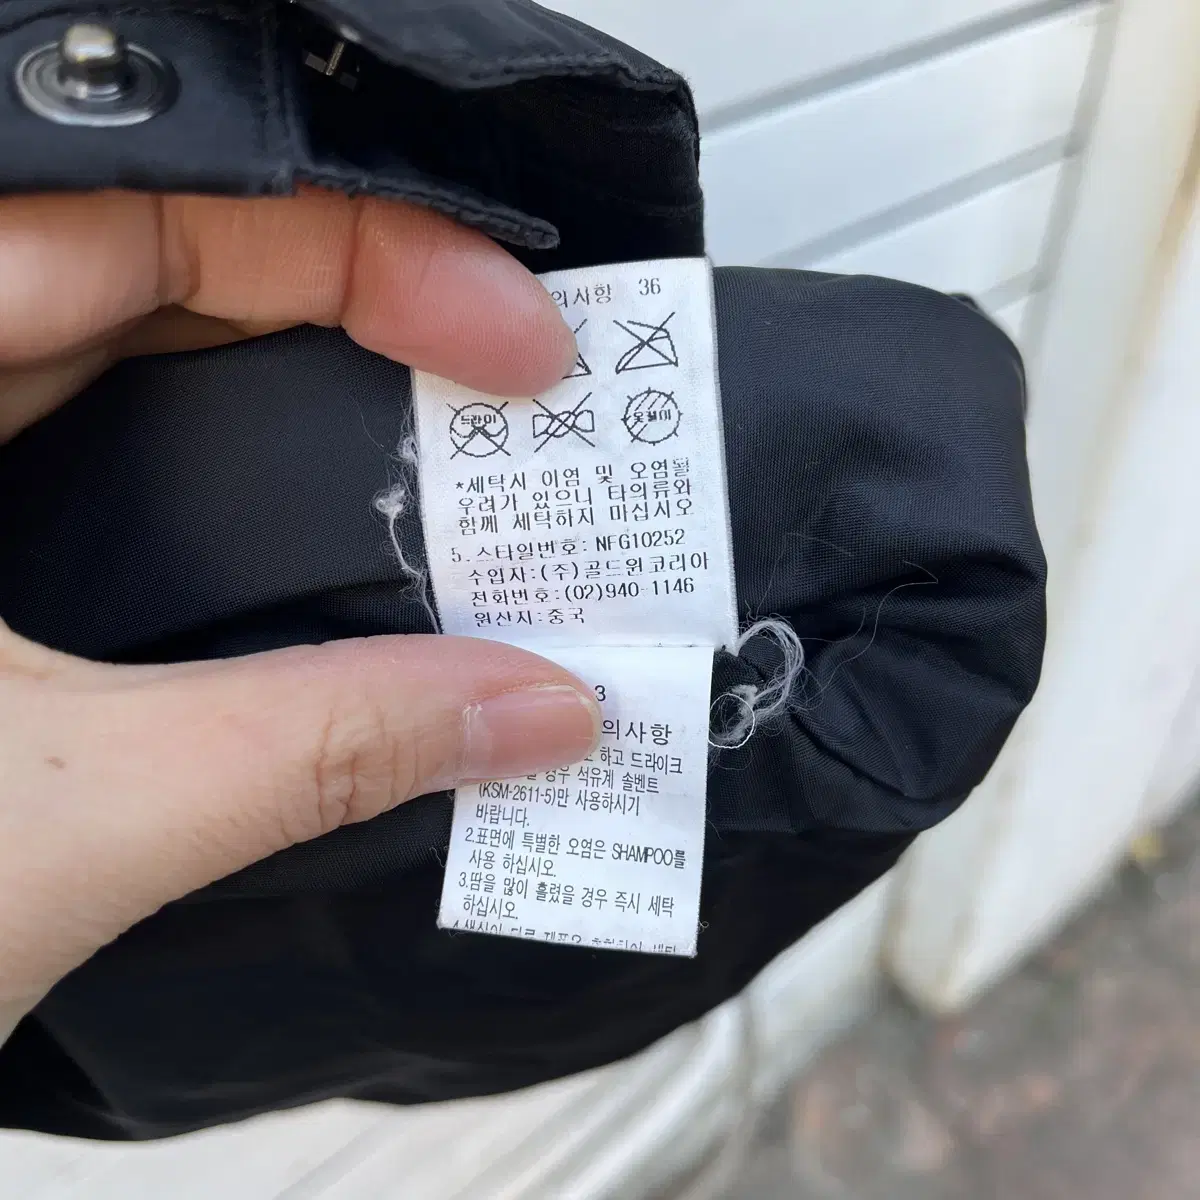 의사항 36
드라이
옷걸이
*세탁시 이염 및 오염될
우려가 있으니 타의류와
함께 세탁하지 마십시오
5.스타일번호: NFG10252
수입자:(주)골드윈코리아
전화번호:(02)940-1146
원산지:중국
3
의사항
하고 드라이크
경우 석유계 솔벤트
(KSM-2611-5)만 사용하시기
바랍니다.
2.표면에 특별한 오염은 SHAMPOO를
사용 하십시오.
3.땀을 많이 흘렸을 경우 즉시 세탁
하십시오.